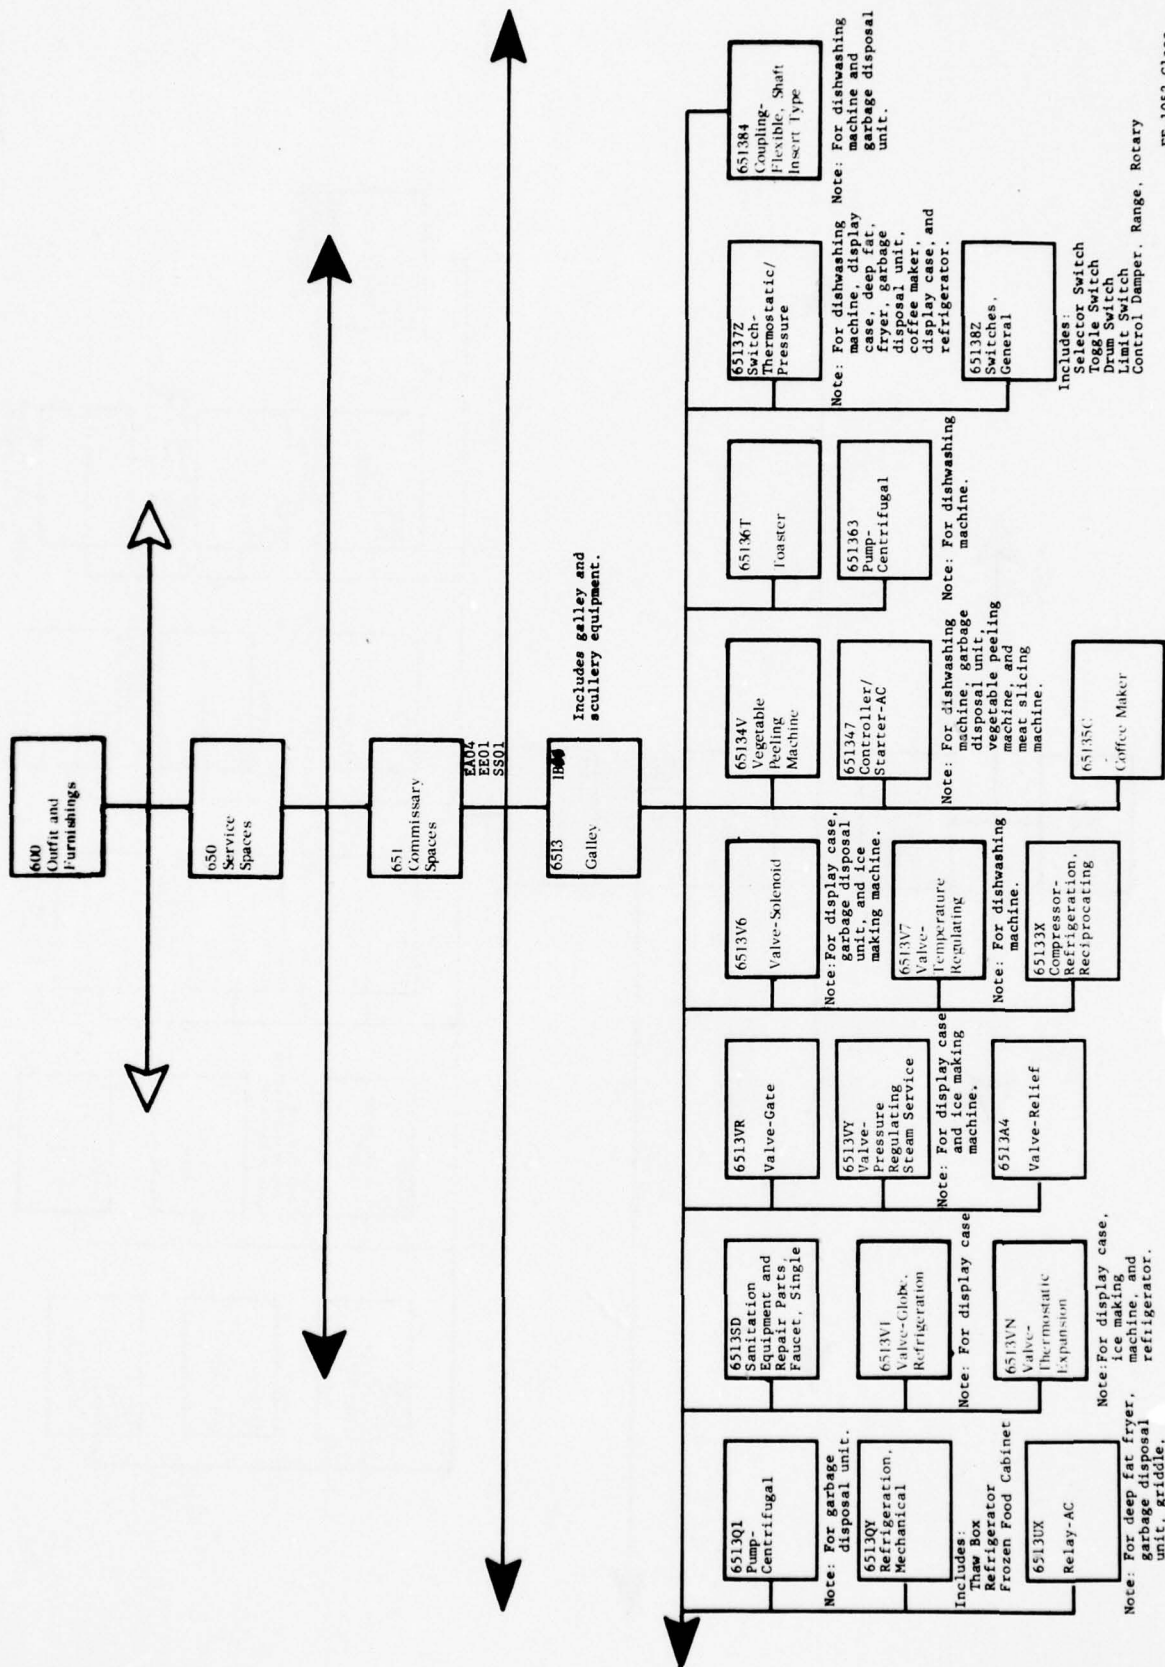 600
Outfit and
Furnishings
650
Service
Spaces
651
Commissary
Spaces
EA04
EE01
SS01
6513
Galley
Includes galley and
scullery equipment.
6513Q1
Pump-
Centrifugal
Note: For garbage
disposal unit.
6513QY
Refrigeration,
Mechanical
Includes:
Thaw Box
Refrigerator
Frozen Food Cabinet
6513UX
Relay-AC
Note: For deep fat fryer,
garbage disposal
unit, griddle,
6513SD
Sanitation
Equipment and
Repair Parts,
Faucet, Single
6513V1
Valve-Globe,
Refrigeration
Note: For display case
6513VN
Valve-
Thermostatic
Expansion
Note:For display case,
ice making
machine, and
refrigerator.
6513VR
Valve-Gate
6513VY
Valve-
Pressure
Regulating
Steam Service
Note: For display case
and ice making
machine.
6513A4
Valve-Relief
6513V6
Valve-Solenoid
Note:For display case,
garbage disposal
unit, and ice
making machine.
6513V7
Valve-
Temperature
Regulating
Note: For dishwashing
machine.
65133X
Compressor-
Refrigeration,
Reciprocating
65134V
Vegetable
Peeling
Machine
651347
Controller/
Starter-AC
Note: For dishwashing
machine, garbage
disposal unit,
vegetable peeling
machine, and
meat slicing
machine.
65135C
Coffee Maker
65136T
Toaster
651363
Pump-
Centrifugal
Note: For dishwashing
machine.
65137Z
Switch-
Thermostatic/
Pressure
Note: For dishwashing
machine, display
case, deep fat,
fryer, garbage
disposal unit,
coffee maker,
display case, and
refrigerator.
65138Z
Switches,
General
Includes:
Selector Switch
Toggle Switch
Drum Switch
Limit Switch
Control Damper, Range, Rotary
651384
Coupling-
Flexible, Shaft
Insert Type
Note: For dishwashing
machine and
garbage disposal
unit.